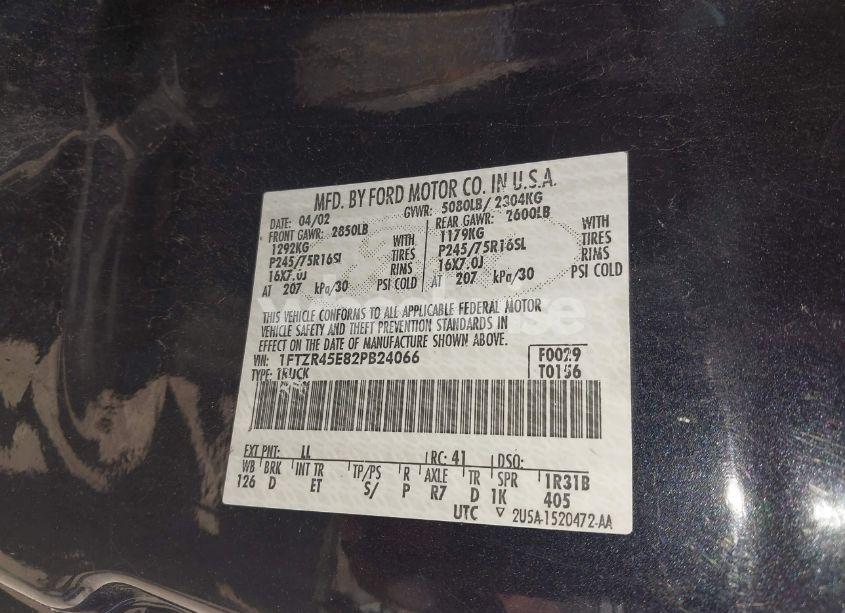 MFD. BY FORD MOTOR CO. IN U.S.A.
DATE: 04/02 GVWR: 5080LB/ 2304KG
FRONT GAWR: 2850LB REAR GAWR: 2600LB
1292KG WITH 1179KG WITH
P245/75R16SL TIRES P245/75R16SL TIRES
16X7.0J RIMS 16X7.0J RIMS
AT 207 kPa/30 PSI COLD AT 207 kPa/30 PSI COLD
THIS VEHICLE CONFORMS TO ALL APPLICABLE FEDERAL MOTOR
VEHICLE SAFETY AND THEFT PREVENTION STANDARDS IN
EFFECT ON THE DATE OF MANUFACTURE SHOWN ABOVE.
VIN: 1FTZR45E82PB24066 F0029
TYPE: TRUCK T0156
EXT PNT: LL RC: 41 DSO:
WB BRK INT TR TP/PS R AXLE TR SPR 1R31B
126 D ET S/ P R7 D 1K 405
UTC ▽ 2U5A-1520472-AA